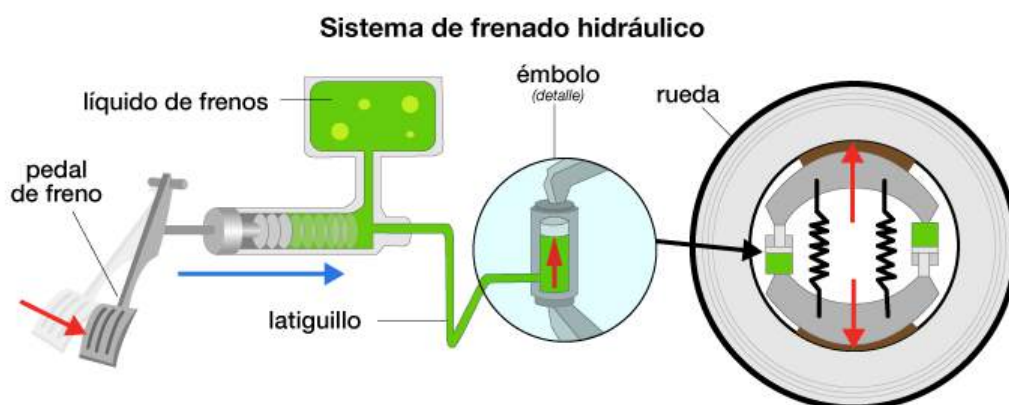 Sistema de frenado hidráulico
líquido de frenos
émbolo
(detalle)
rueda
pedal
de freno
latiguillo